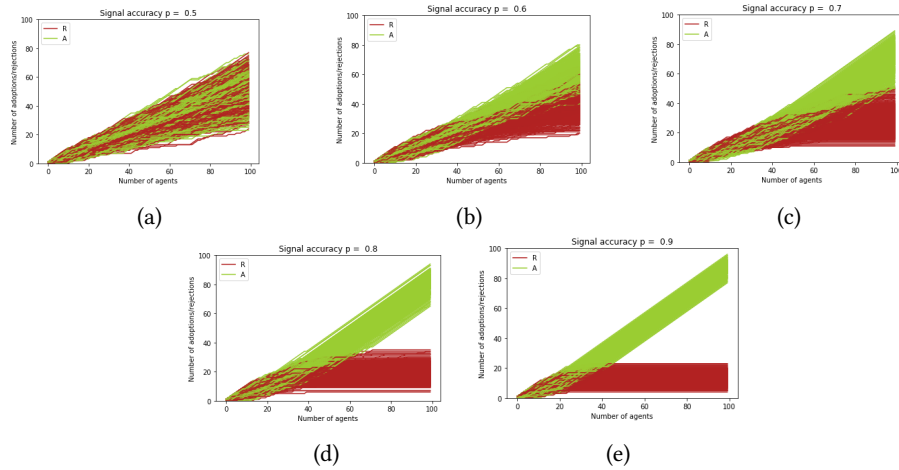 Signal accuracy p = 0.5
R
A
Number of adoptions/rejections
100
80
60
40
20
0
0 20 40 60 80 100
Number of agents
(a)
Signal accuracy p = 0.6
R
A
Number of adoptions/rejections
100
80
60
40
20
0
0 20 40 60 80 100
Number of agents
(b)
Signal accuracy p = 0.7
R
A
Number of adoptions/rejections
100
80
60
40
20
0
0 20 40 60 80 100
Number of agents
(c)
Signal accuracy p = 0.8
R
A
Number of adoptions/rejections
100
80
60
40
20
0
0 20 40 60 80 100
Number of agents
(d)
Signal accuracy p = 0.9
R
A
Number of adoptions/rejections
100
80
60
40
20
0
0 20 40 60 80 100
Number of agents
(e)